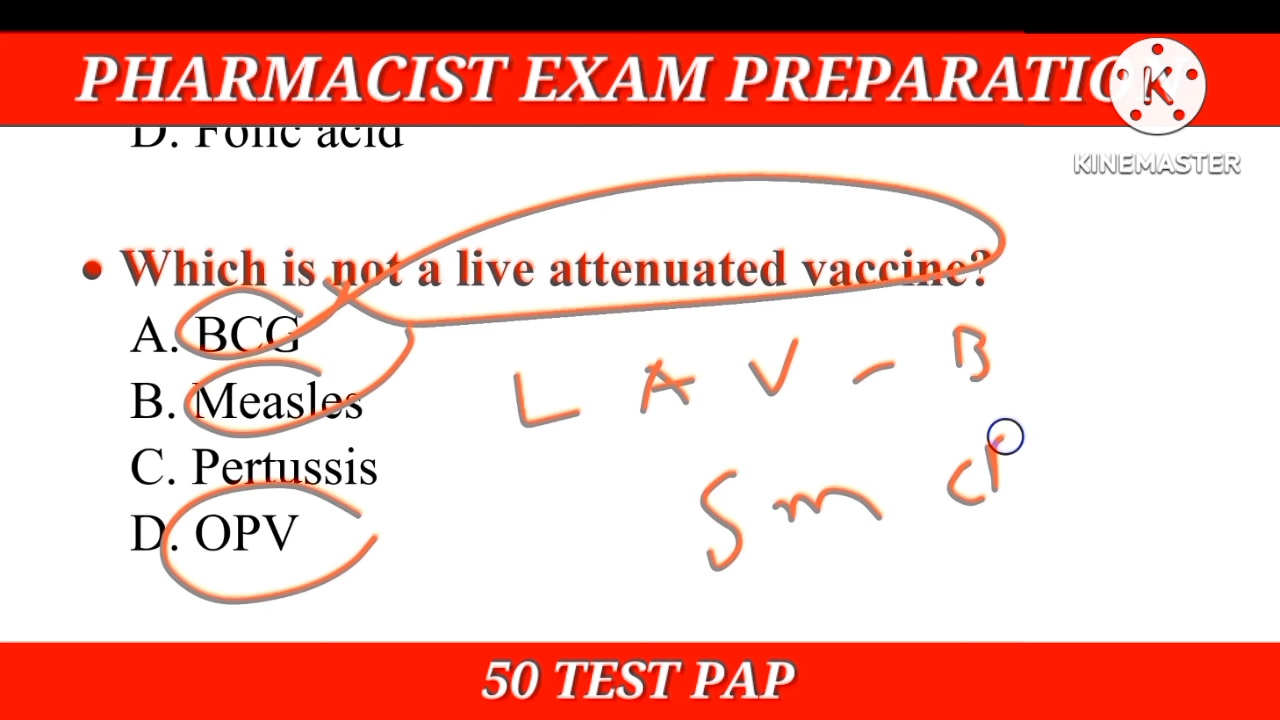 PHARMACIST EXAM PREPARATIO
K
KINEMASTER
D. Folic acid
• Which is not a live attenuated vaccine?
A. BCG
B. Measles
C. Pertussis
D. OPV
L A V - B
50 TEST PAP